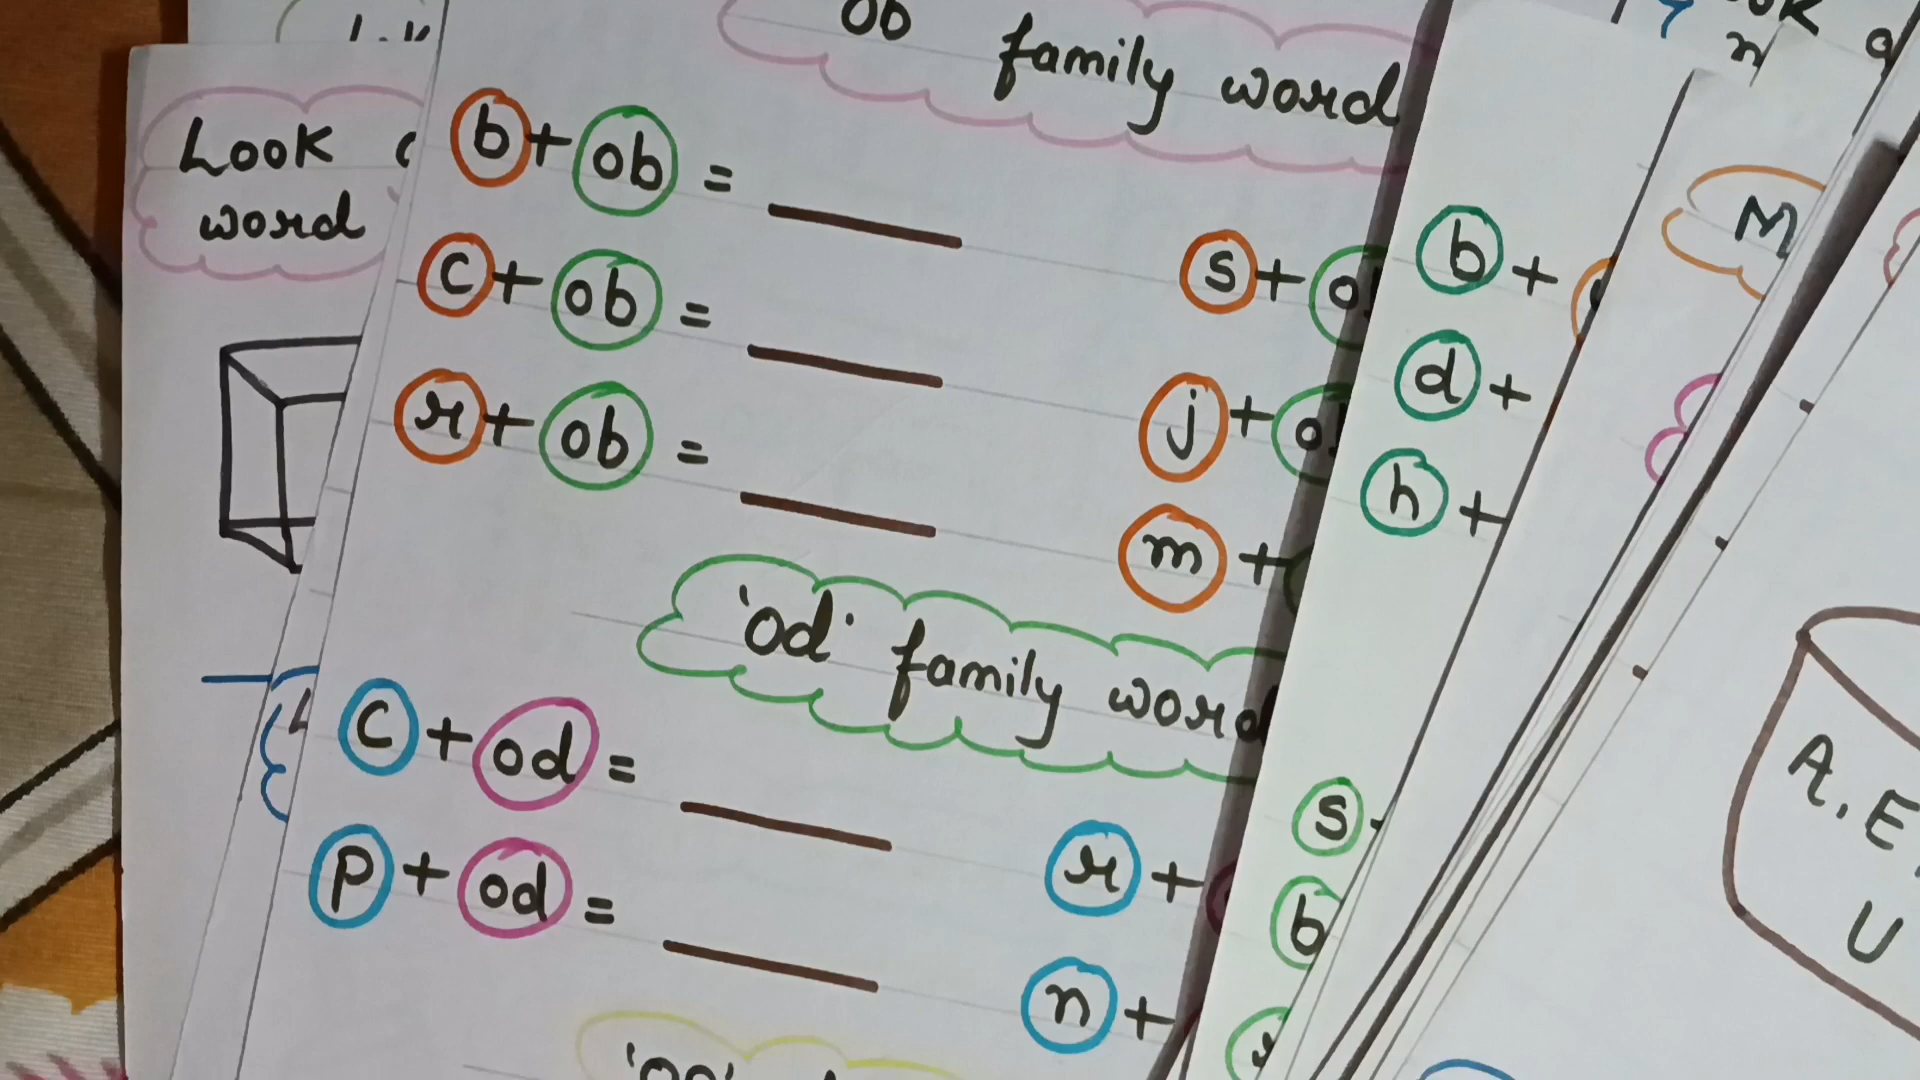 Look
word
ob family word
b + ob =
c + ob =
r + ob =
s +
j +
m +
'od' family word
c + od =
p + od =
r +
n +
b +
d +
h +
s
b
M
A, E,
U